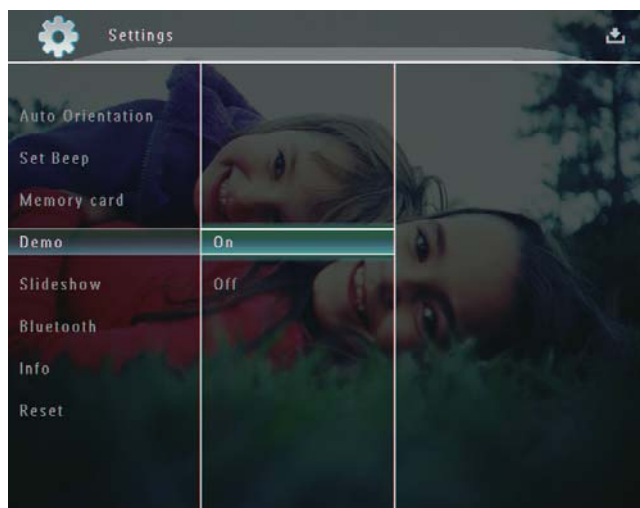 Settings
Auto Orientation
Set Beep
Memory card
Demo
On
Slideshow
Off
Bluetooth
Info
Reset